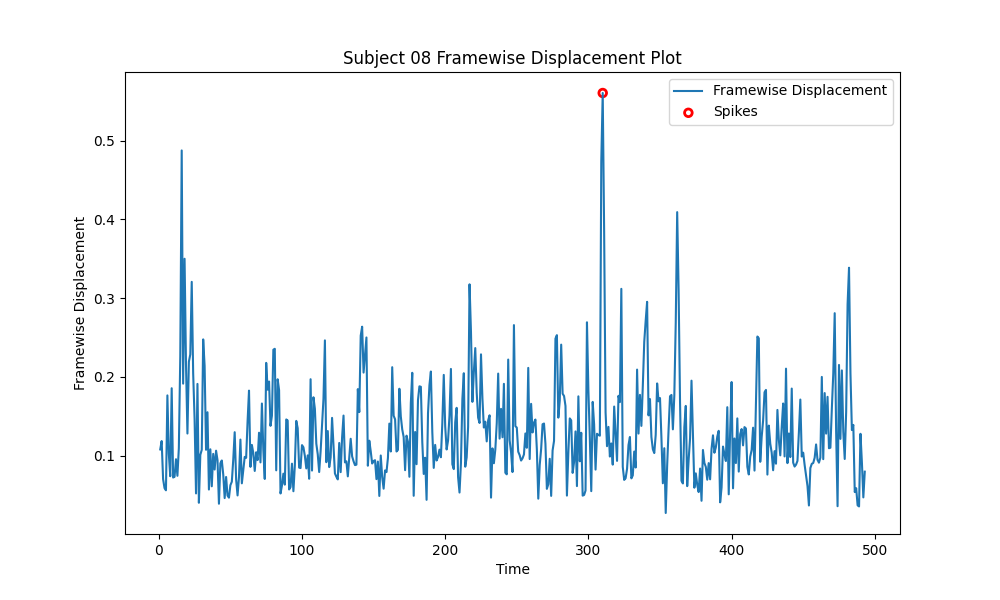 Subject 08 Framewise Displacement Plot
Framewise Displacement
Spikes
0.5
0.4
0.3
0.2
0.1
Framewise Displacement
0
100
200
300
400
500
Time